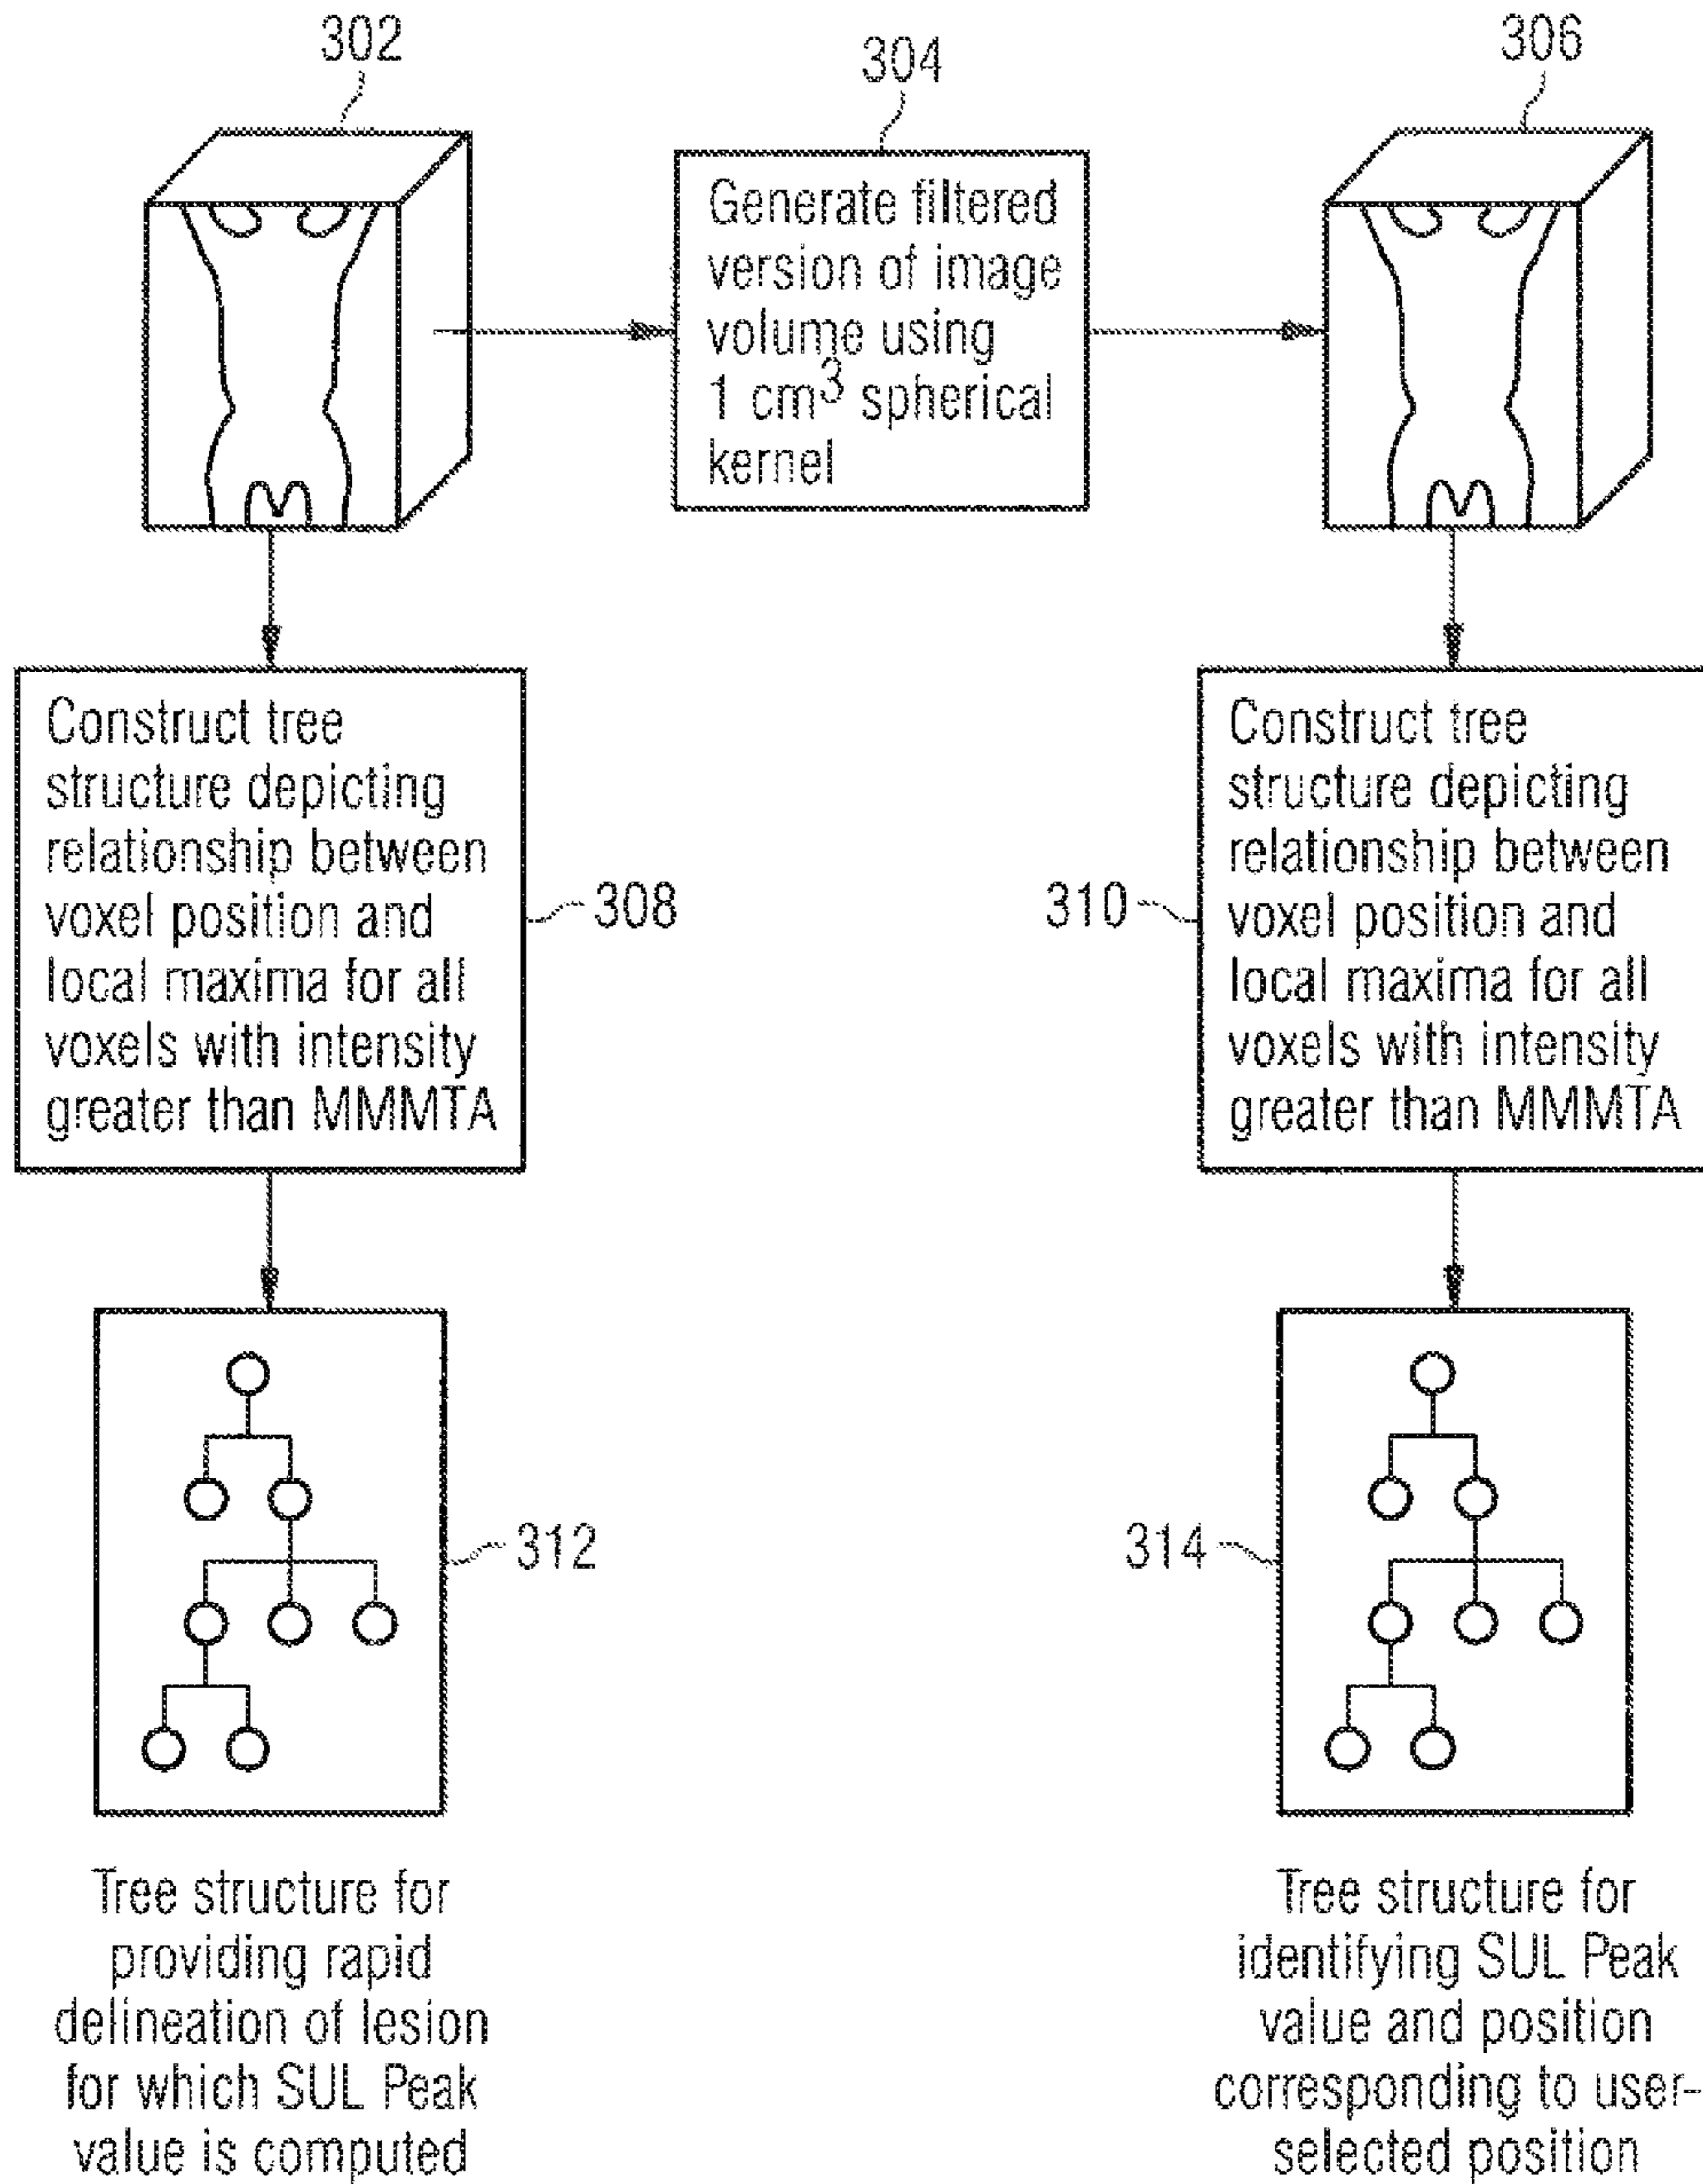 302
304
306
Generate filtered
version of image
volume using
1 cm³ spherical
kernel
Construct tree
structure depicting
relationship between
voxel position and
local maxima for all
voxels with intensity
greater than MMMTA
308
310
Construct tree
structure depicting
relationship between
voxel position and
local maxima for all
voxels with intensity
greater than MMMTA
312
314
Tree structure for
providing rapid
delineation of lesion
for which SUL Peak
value is computed
Tree structure for
identifying SUL Peak
value and position
corresponding to user-
selected position